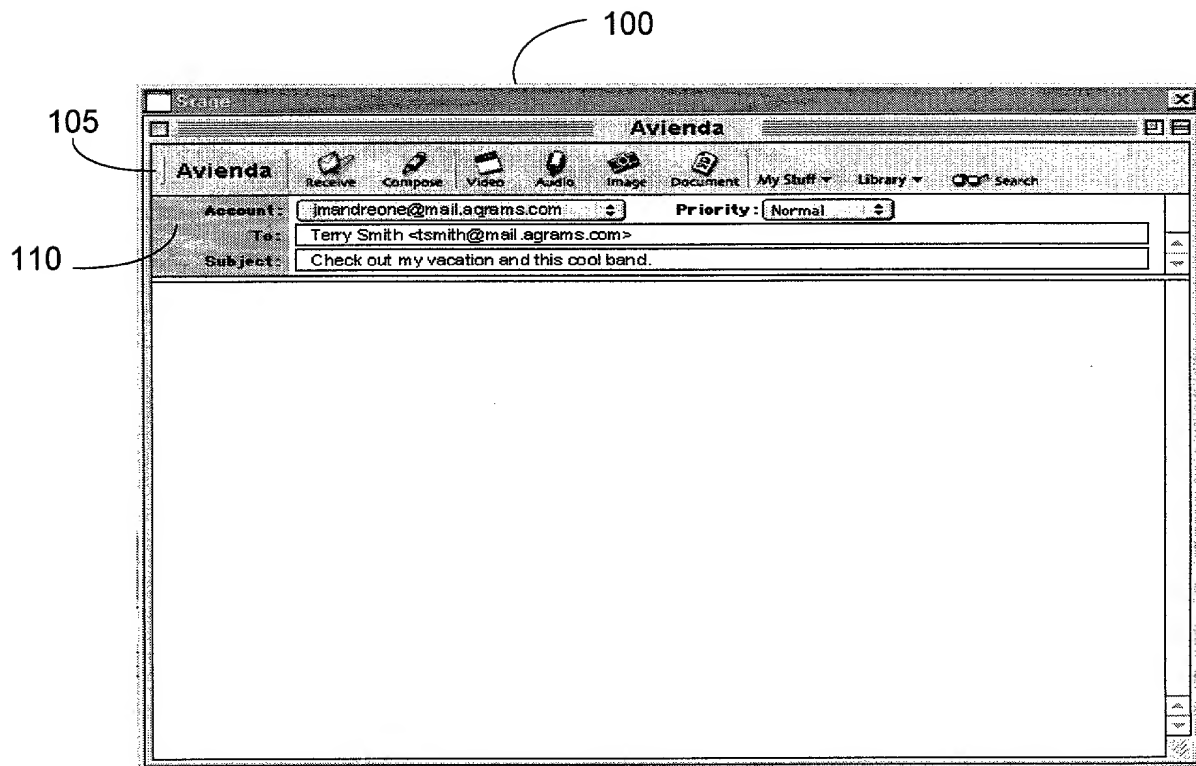 100
Stage
105
Avienda
Avienda Receive Compose Video Audio Image Document My Stuff Library Search
Account: jmandreone@mail.agrams.com Priority: Normal
110
To: Terry Smith <tsmith@mail.agrams.com>
Subject: Check out my vacation and this cool band.